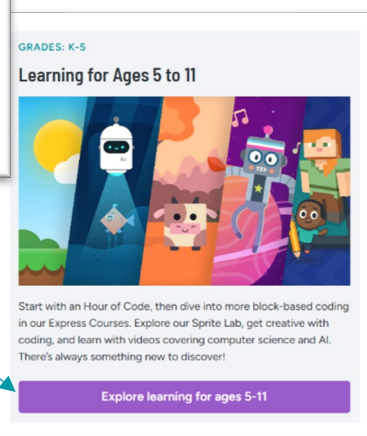 GRADES: K-5
Learning for Ages 5 to 11
A.I
Start with an Hour of Code, then dive into more block-based coding
in our Express Courses. Explore our Sprite Lab, get creative with
coding, and learn with videos covering computer science and AI.
There's always something new to discover!
Explore learning for ages 5-11